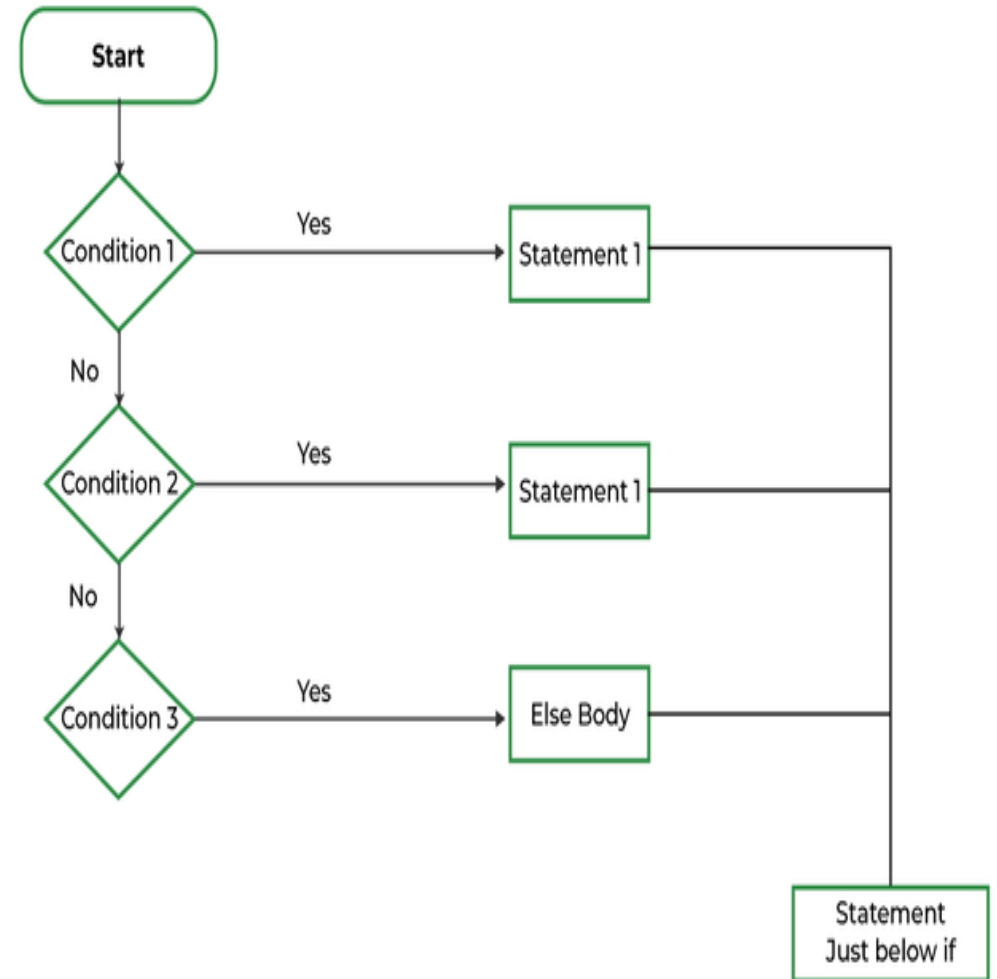 Start
Condition 1
Yes
Statement 1
No
Condition 2
Yes
Statement 1
No
Condition 3
Yes
Else Body
Statement
Just below if